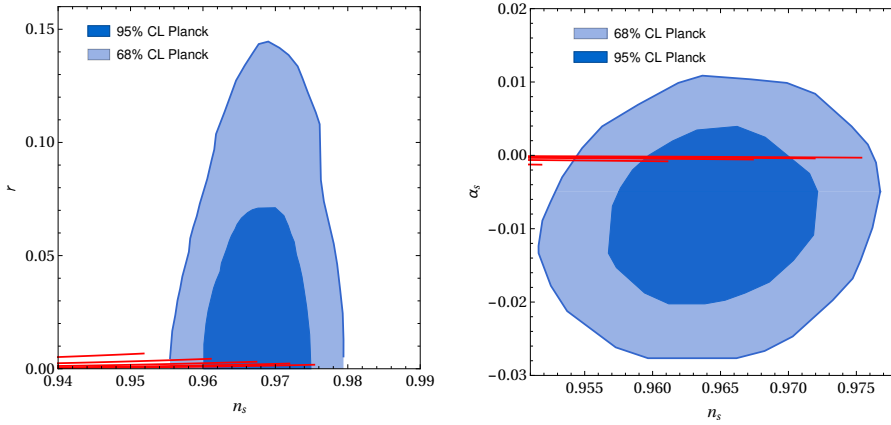 95% CL Planck
68% CL Planck
r
0.15
0.10
0.05
0.00
0.94
0.95
0.96
0.97
0.98
0.99
n_s
68% CL Planck
95% CL Planck
α_s
0.02
0.01
0.00
-0.01
-0.02
-0.03
0.955
0.960
0.965
0.970
0.975
n_s